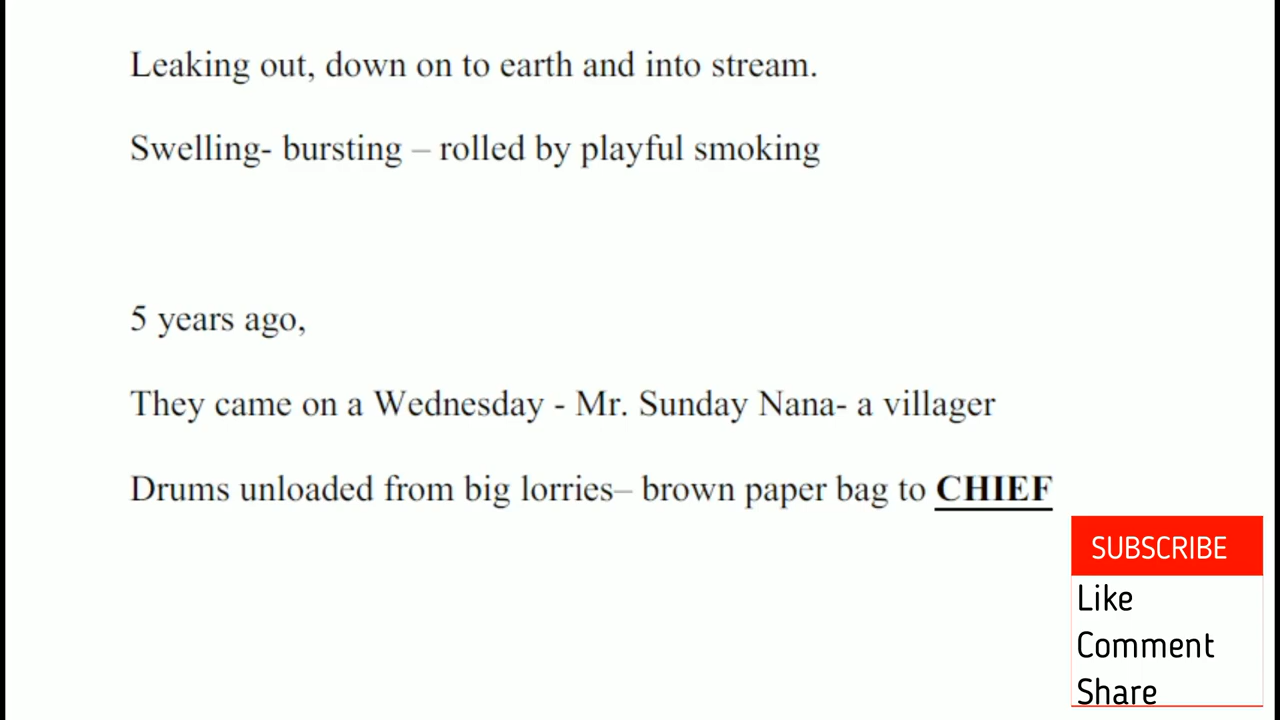 Leaking out, down on to earth and into stream.
Swelling- bursting – rolled by playful smoking
5 years ago,
They came on a Wednesday - Mr. Sunday Nana- a villager
Drums unloaded from big lorries– brown paper bag to CHIEF
SUBSCRIBE
Like
Comment
Share